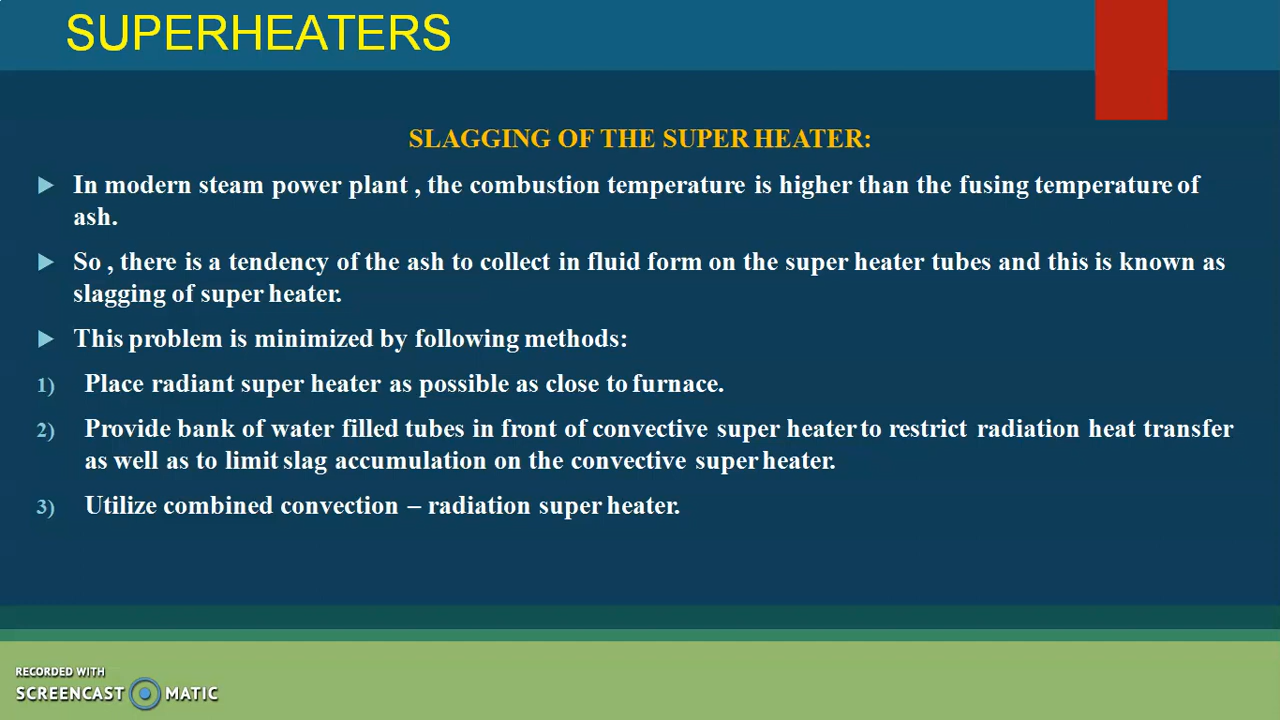 SUPERHEATERS
SLAGGING OF THE SUPER HEATER:
In modern steam power plant , the combustion temperature is higher than the fusing temperature of
ash.
So , there is a tendency of the ash to collect in fluid form on the super heater tubes and this is known as
slagging of super heater.
This problem is minimized by following methods:
1) Place radiant super heater as possible as close to furnace.
2) Provide bank of water filled tubes in front of convective super heater to restrict radiation heat transfer
as well as to limit slag accumulation on the convective super heater.
3) Utilize combined convection – radiation super heater.
RECORDED WITH
SCREENCAST MATIC